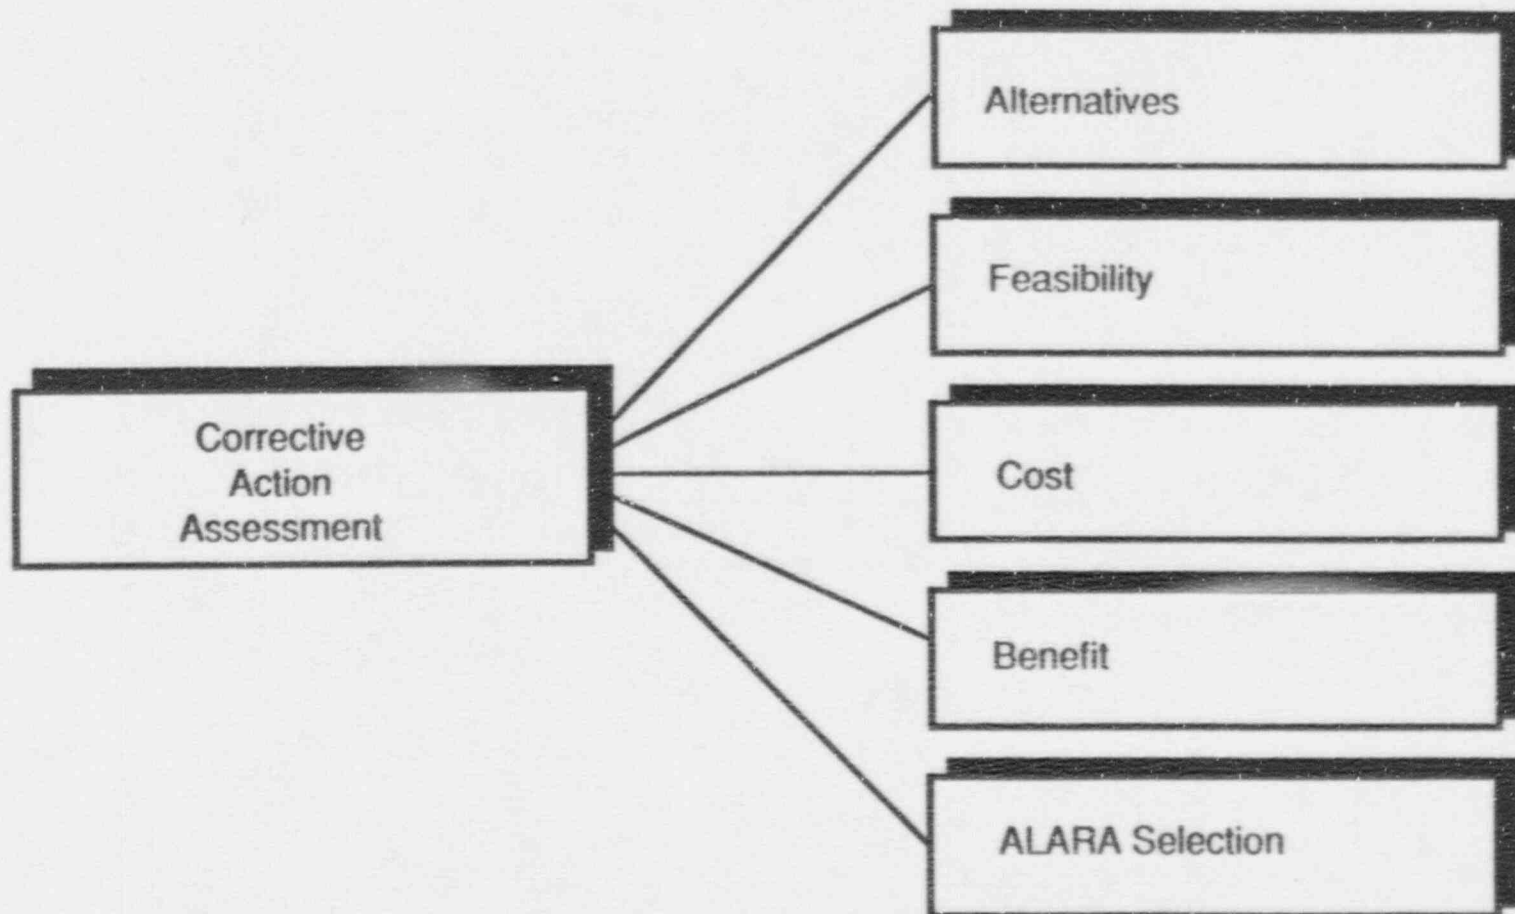 Corrective
Action
Assessment
Alternatives
Feasibility
Cost
Benefit
ALARA Selection